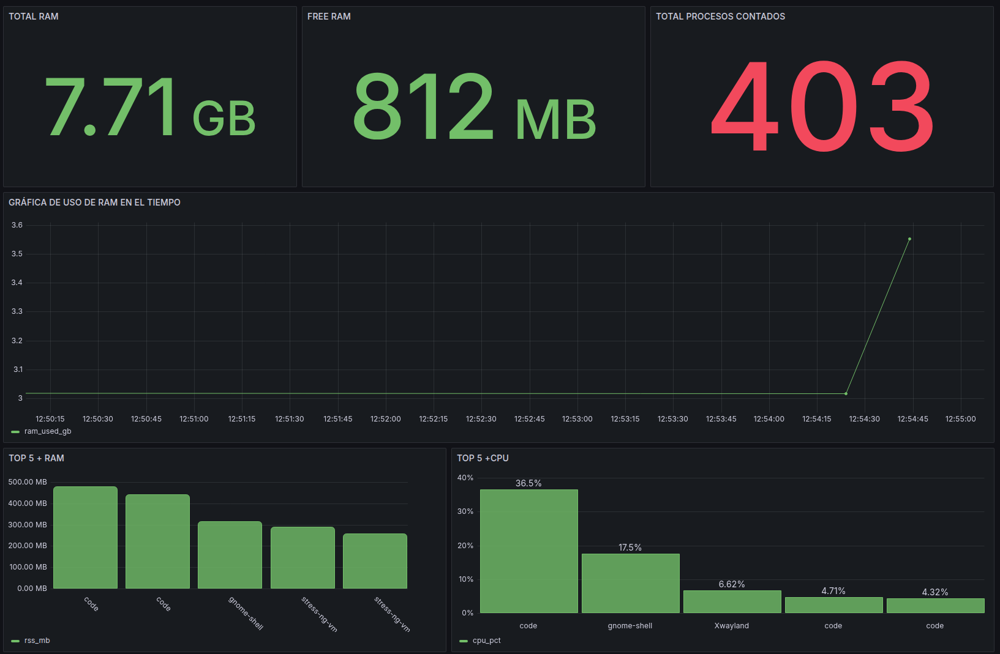 TOTAL RAM
7.71 GB
FREE RAM
812 MB
TOTAL PROCESOS CONTADOS
403
GRÁFICA DE USO DE RAM EN EL TIEMPO
3.6
3.5
3.4
3.3
3.2
3.1
3
12:50:15 12:50:30 12:50:45 12:51:00 12:51:15 12:51:30 12:51:45 12:52:00 12:52:15 12:52:30 12:52:45 12:53:00 12:53:15 12:53:30 12:53:45 12:54:00 12:54:15 12:54:30 12:54:45 12:55:00
ram_used_gb
TOP 5 + RAM
500.00 MB
400.00 MB
300.00 MB
200.00 MB
100.00 MB
0.00 MB
code code gnome-shell stress-ng-vm stress-ng-vm
rss_mb
TOP 5 +CPU
40%
30%
20%
10%
0%
36.5%
17.5%
6.62%
4.71%
4.32%
code gnome-shell Xwayland code code
cpu_pct